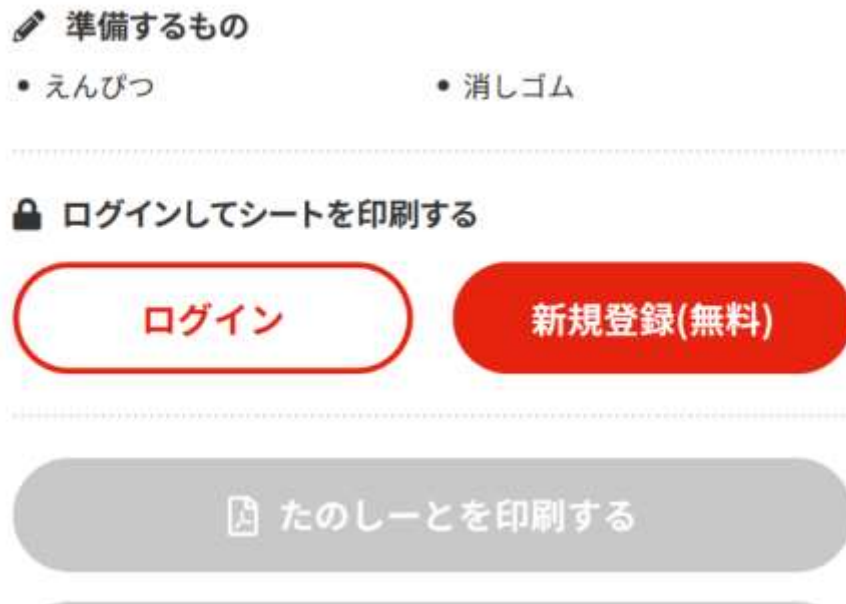 準備するもの
• えんぴつ
• 消しゴム
ログインしてシートを印刷する
ログイン
新規登録(無料)
たのしーとを印刷する